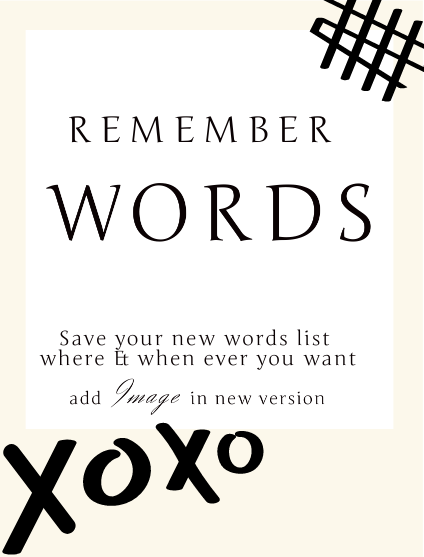 REMEMBER
WORDS
Save your new words list
where & when ever you want
add Image in new version
XOXO